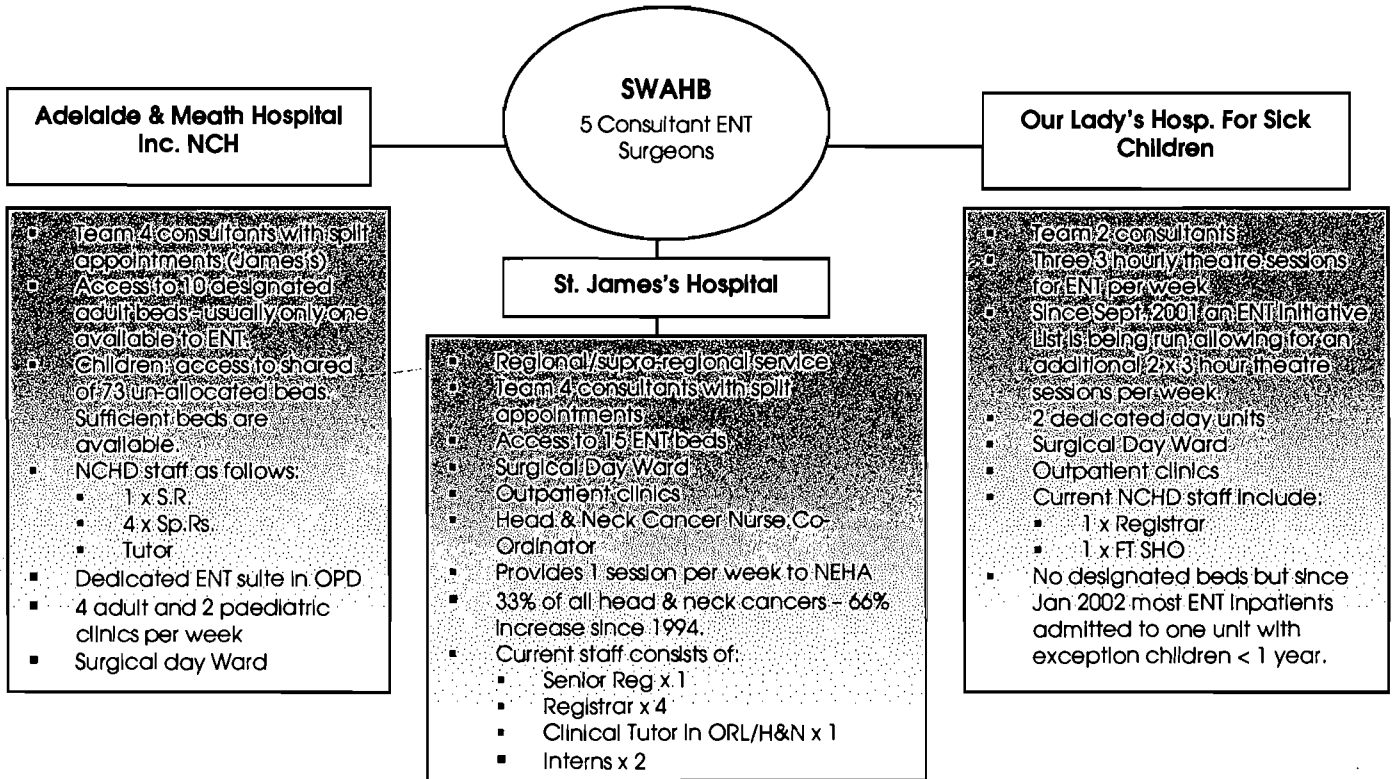 SWAHB
5 Consultant ENT
Surgeons
Adelaide & Meath Hospital
Inc. NCH
▪ Team 4 consultants with split
appointments (James's)
▪ Access to 10 designated
adult beds - usually only one
available to ENT.
▪ Children: access to shared
of 73 un-allocated beds.
Sufficient beds are
available.
▪ NCHD staff as follows:
▪ 1 x S.R.
▪ 4 x Sp.Rs.
▪ Tutor
▪ Dedicated ENT suite in OPD
▪ 4 adult and 2 paediatric
clinics per week
▪ Surgical day Ward
St. James's Hospital
▪ Regional/supra-regional service
▪ Team 4 consultants with split
appointments
▪ Access to 15 ENT beds
▪ Surgical Day Ward
▪ Outpatient clinics
▪ Head & Neck Cancer Nurse Co-
Ordinator
▪ Provides 1 session per week to NEHA
▪ 33% of all head & neck cancers – 66%
increase since 1994.
▪ Current staff consists of:
▪ Senior Reg x 1
▪ Registrar x 4
▪ Clinical Tutor in ORL/H&N x 1
▪ Interns x 2
Our Lady's Hosp. For Sick
Children
▪ Team 2 consultants
▪ Three 3 hourly theatre sessions
for ENT per week
▪ Since Sept. 2001 an ENT Initiative
List is being run allowing for an
additional 2 x 3 hour theatre
sessions per week.
▪ 2 dedicated day units
▪ Surgical Day Ward
▪ Outpatient clinics
▪ Current NCHD staff include:
▪ 1 x Registrar
▪ 1 x FT SHO
▪ No designated beds but since
Jan 2002 most ENT inpatients
admitted to one unit with
exception children < 1 year.